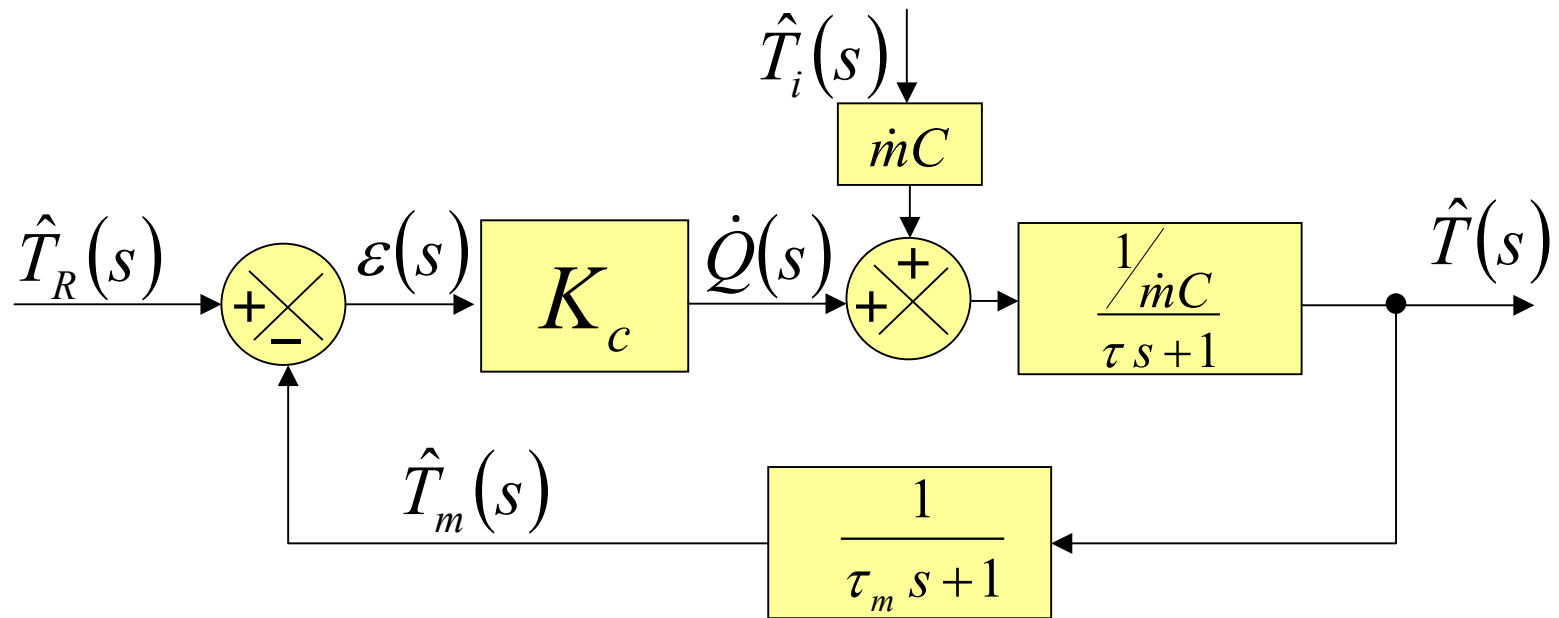 T̂_i(s)
ṁC
T̂_R(s)
+
−
ε(s)
K_c
Q̇(s)
+
+
1/ṁC
τ s + 1
T̂(s)
T̂_m(s)
1
τ_m s + 1